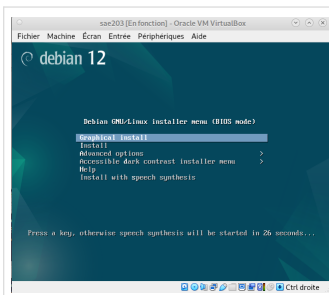 sae203 [En fonction] - Oracle VM VirtualBox
Fichier Machine Écran Entrée Périphériques Aide
debian 12
Debian GNU/Linux installer menu (BIOS mode)
Graphical install
Install
Advanced options >
Accessible dark contrast installer menu >
Help
Install with speech synthesis
Press a key, otherwise speech synthesis will be started in 26 seconds...
Ctrl droite